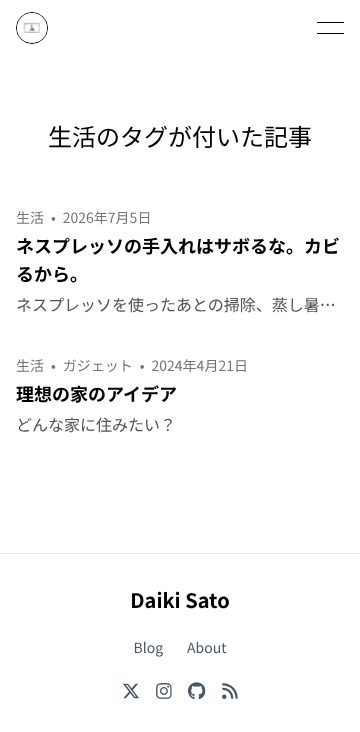 生活のタグが付いた記事
生活 • 2026年7月5日
ネスプレッソの手入れはサボるな。カビ
るから。
ネスプレッソを使ったあとの掃除、蒸し暑…
生活 • ガジェット • 2024年4月21日
理想の家のアイデア
どんな家に住みたい？
Daiki Sato
Blog About